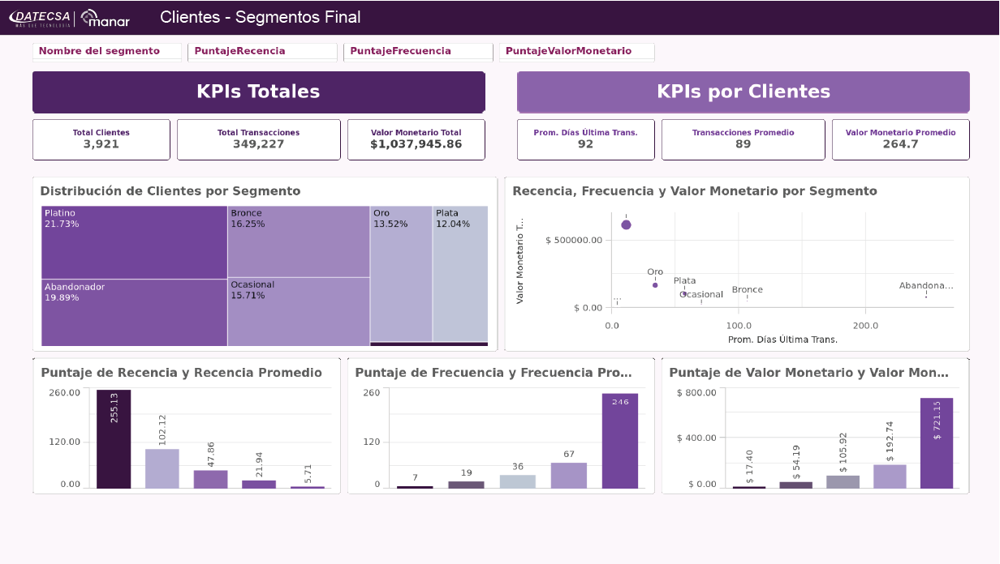 DATECSA
MÁS QUE TECNOLOGÍA
manar
Clientes - Segmentos Final
Nombre del segmento
PuntajeRecencia
PuntajeFrecuencia
PuntajeValorMonetario
KPIs Totales
KPIs por Clientes
Total Clientes
3,921
Total Transacciones
349,227
Valor Monetario Total
$1,037,945.86
Prom. Días Última Trans.
92
Transacciones Promedio
89
Valor Monetario Promedio
264.7
Distribución de Clientes por Segmento
Platino
21.73%
Bronce
16.25%
Oro
13.52%
Plata
12.04%
Abandonador
19.89%
Ocasional
15.71%
Recencia, Frecuencia y Valor Monetario por Segmento
Valor Monetario T...
$ 500000.00
$ 0.00
Oro
Plata
Ocasional
Bronce
Abandona...
...
0.0
100.0
200.0
Prom. Días Última Trans.
Puntaje de Recencia y Recencia Promedio
260.00
120.00
0.00
255.13
102.12
47.86
21.94
5.71
Puntaje de Frecuencia y Frecuencia Pro...
260
120
0
7
19
36
67
246
Puntaje de Valor Monetario y Valor Mon...
$ 800.00
$ 400.00
$ 0.00
$ 17.40
$ 54.19
$ 105.92
$ 192.74
$ 721.15